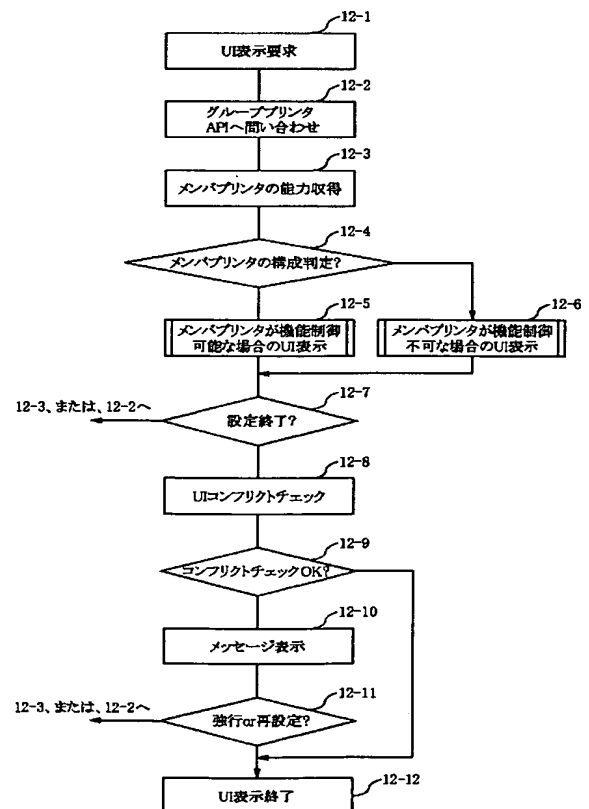 12-1
UI表示要求
12-2
グループプリンタ
APIへ問い合わせ
12-3
メンバプリンタの能力取得
12-4
メンバプリンタの構成判定?
12-5
メンバプリンタが機能制御
可能な場合のUI表示
12-6
メンバプリンタが機能制御
不可な場合のUI表示
12-7
12-3、または、12-2へ
設定終了?
12-8
UIコンフリクトチェック
12-9
コンフリクトチェックOK?
12-10
メッセージ表示
12-11
12-3、または、12-2へ
強行or再設定?
12-12
UI表示終了